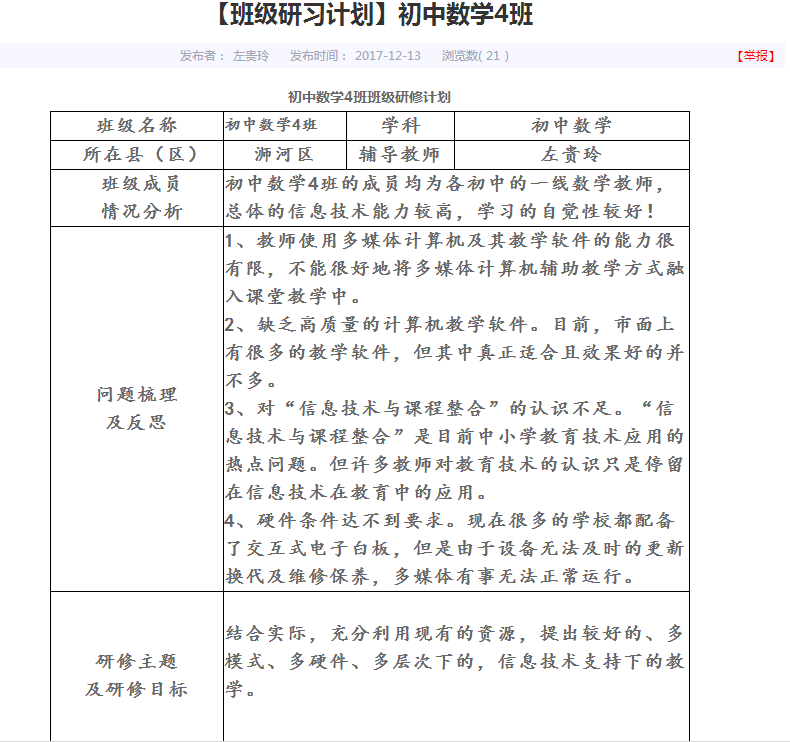 【班级研习计划】初中数学4班
发布者： 左贵玲 发布时间： 2017-12-13 浏览数( 21 ) 【举报】
初中数学4班班级研修计划
班级名称 初中数学4班 学科 初中数学
所在县（区） 浉河区 辅导教师 左贵玲
班级成员
情况分析
初中数学4班的成员均为各初中的一线数学教师，
总体的信息技术能力较高，学习的自觉性较好！
问题梳理
及反思
1、教师使用多媒体计算机及其教学软件的能力很
有限，不能很好地将多媒体计算机辅助教学方式融
入课堂教学中。
2、缺乏高质量的计算机教学软件。目前，市面上
有很多的教学软件，但其中真正适合且效果好的并
不多。
3、对“信息技术与课程整合”的认识不足。“信
息技术与课程整合”是目前中小学教育技术应用的
热点问题。但许多教师对教育技术的认识只是停留
在信息技术在教育中的应用。
4、硬件条件达不到要求。现在很多的学校都配备
了交互式电子白板，但是由于设备无法及时的更新
换代及维修保养，多媒体有事无法正常运行。
研修主题
及研修目标
结合实际，充分利用现有的资源，提出较好的、多
模式、多硬件、多层次下的，信息技术支持下的教
学。